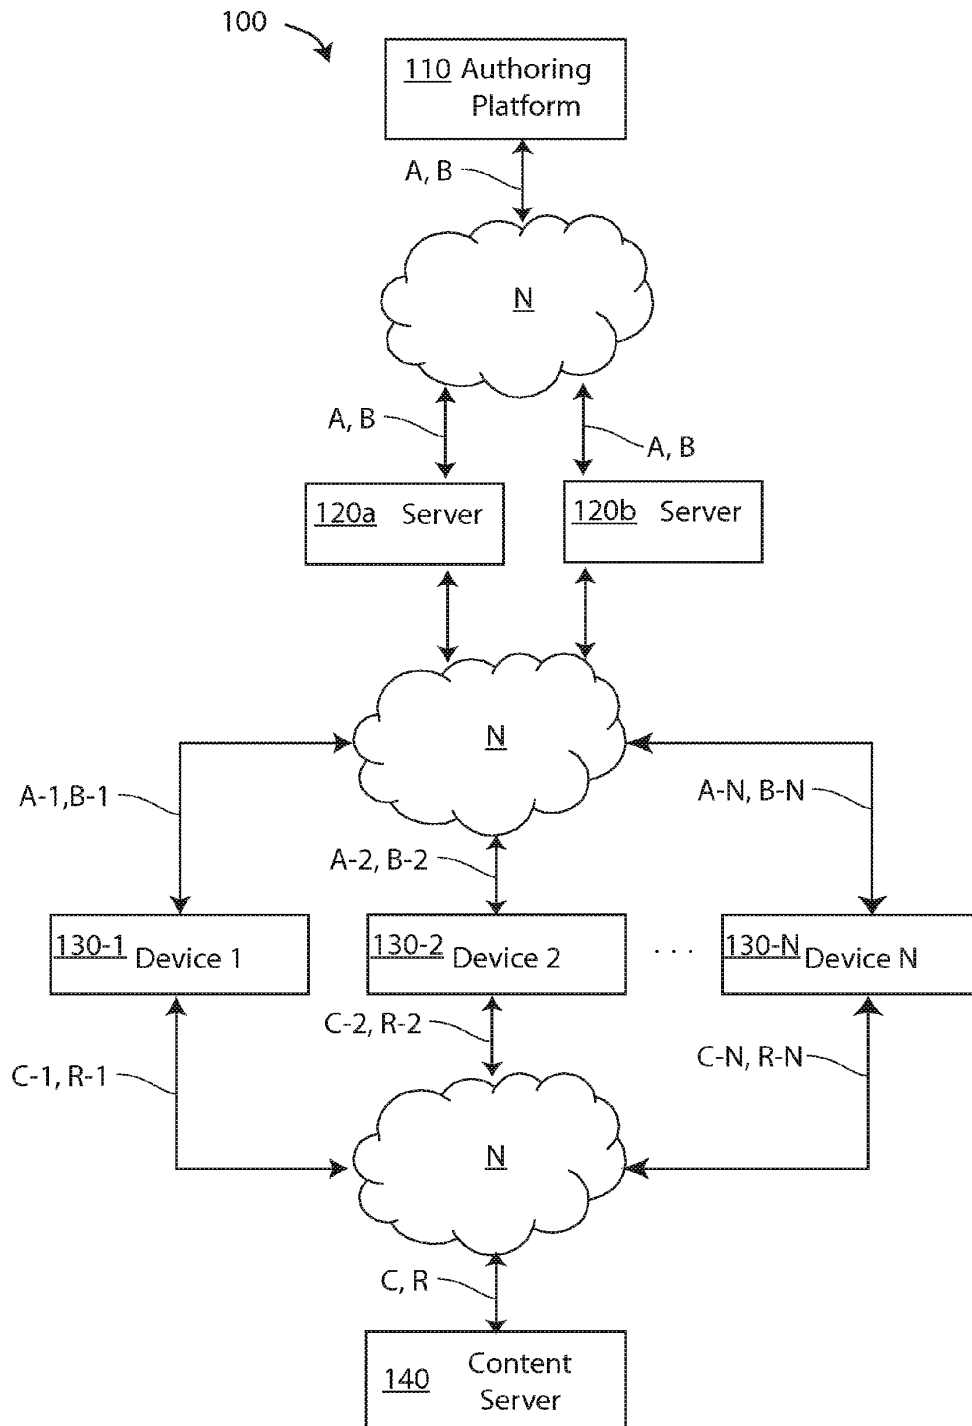 100
110 Authoring
Platform
A, B
N
A, B
A, B
120a Server
120b Server
N
A-1,B-1
A-N, B-N
A-2, B-2
130-1 Device 1
130-2 Device 2
. . .
130-N Device N
C-2, R-2
C-1, R-1
C-N, R-N
N
C, R
140 Content
Server